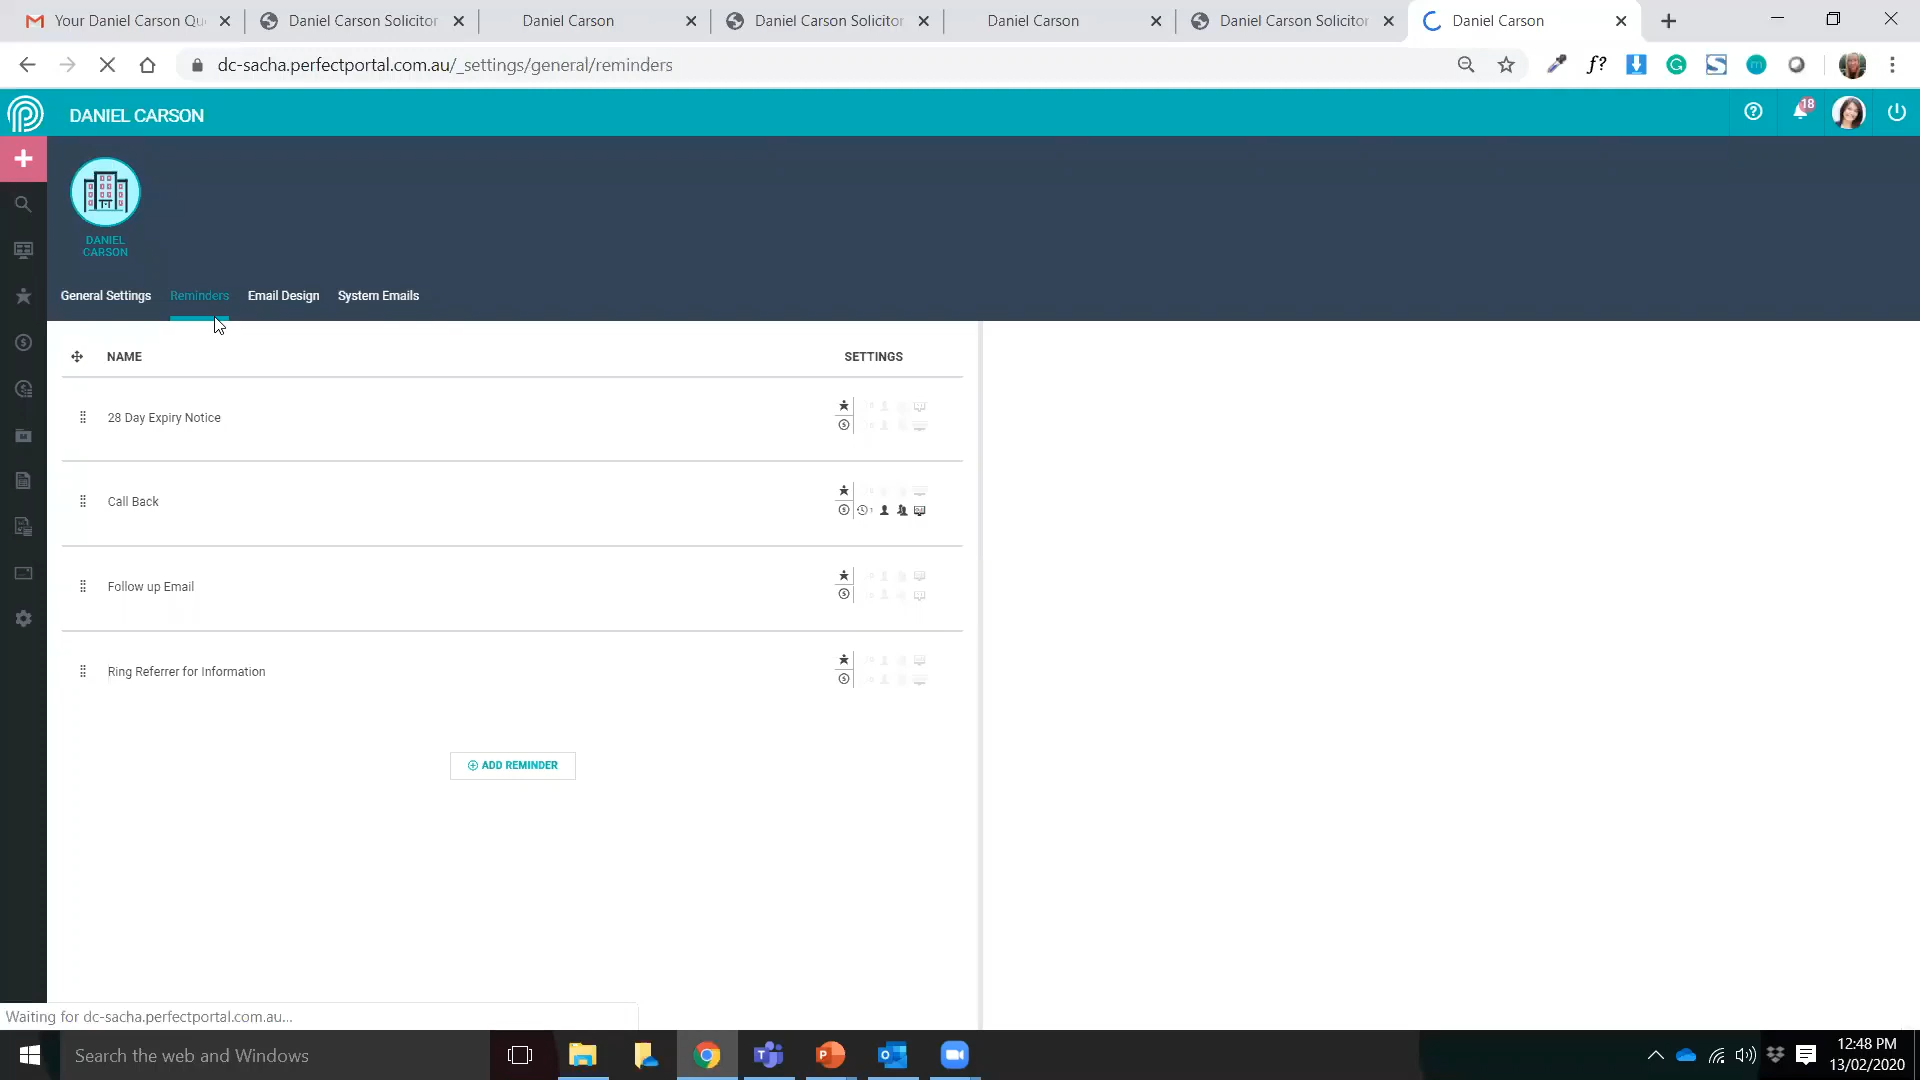 Your Daniel Carson Qu
Daniel Carson Solicitor
Daniel Carson
Daniel Carson Solicitor
Daniel Carson
Daniel Carson Solicitor
Daniel Carson
dc-sacha.perfectportal.com.au/_settings/general/reminders
f?
DANIEL CARSON
18
DANIEL
CARSON
General Settings
Reminders
Email Design
System Emails
NAME
SETTINGS
28 Day Expiry Notice
Call Back
Follow up Email
Ring Referrer for Information
ADD REMINDER
Waiting for dc-sacha.perfectportal.com.au...
Search the web and Windows
12:48 PM
13/02/2020